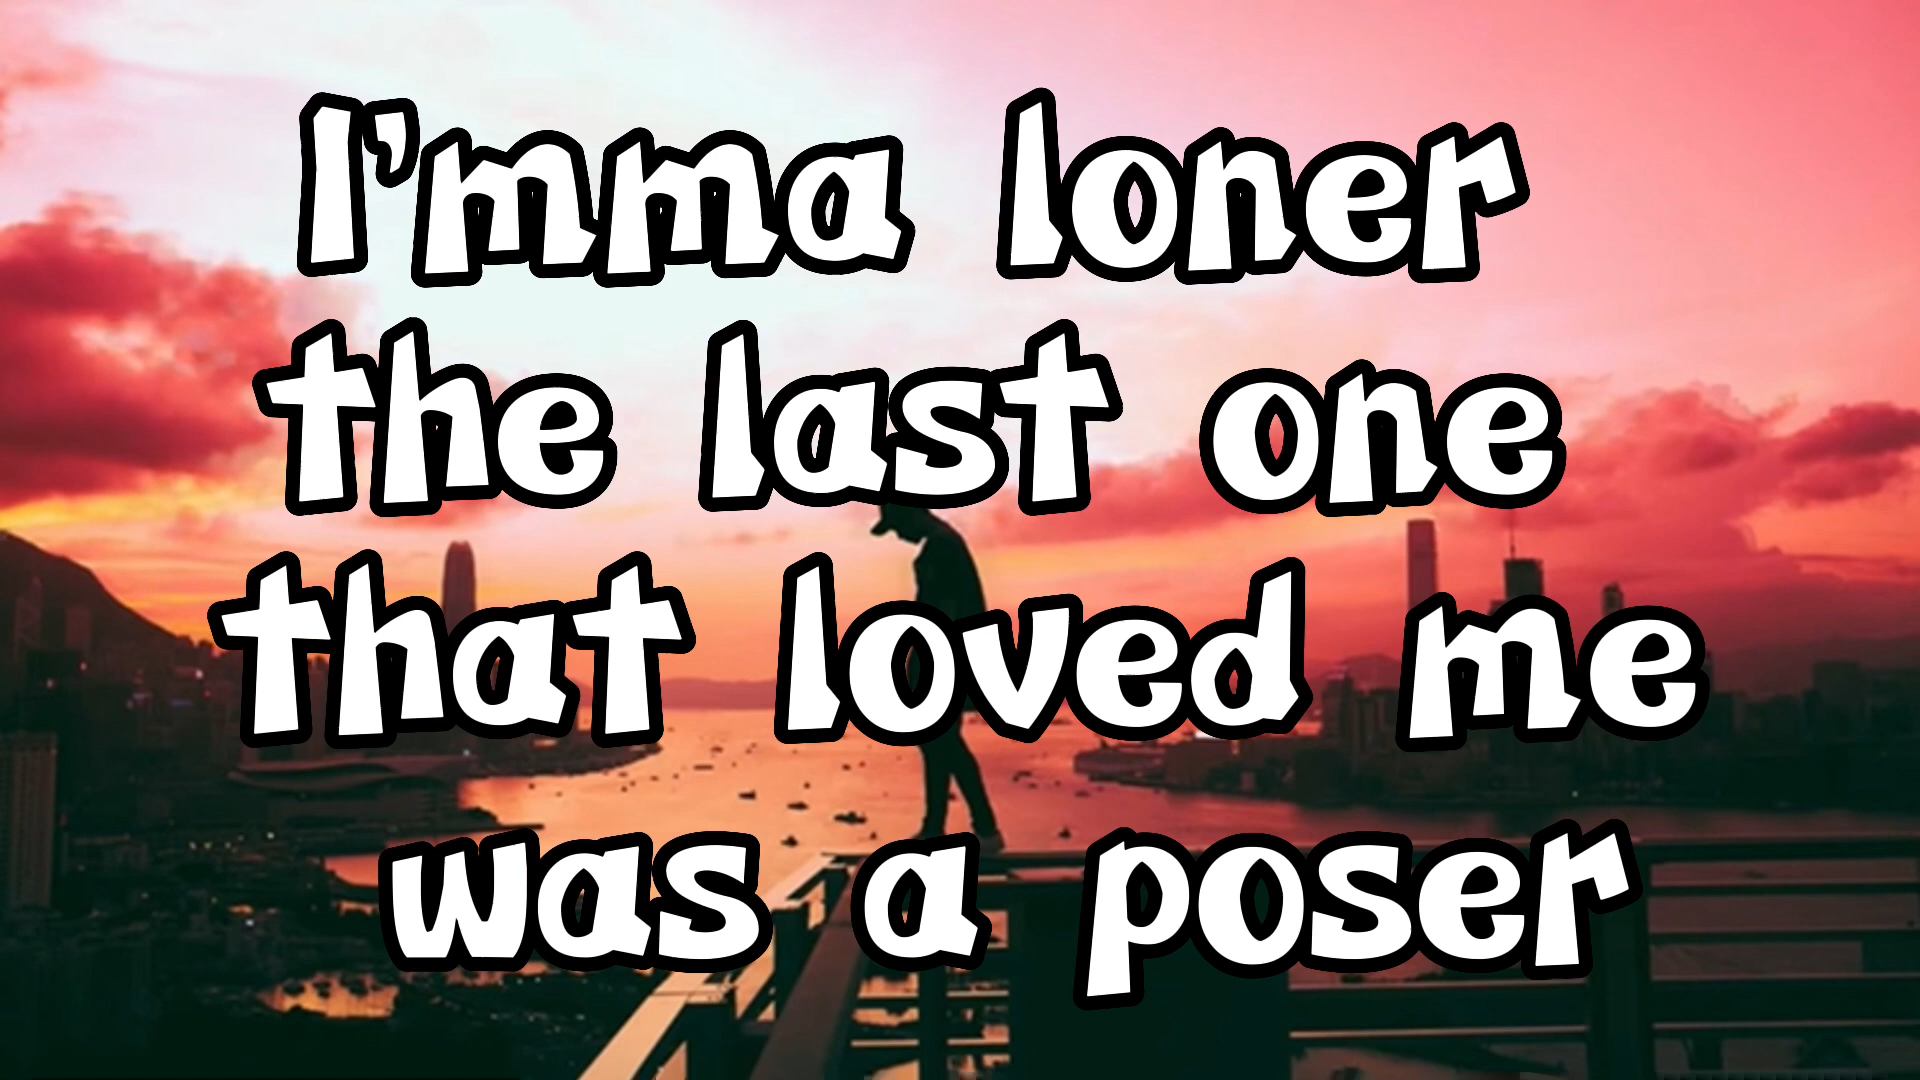 I'mma loner
the last one
that loved me
was a poser